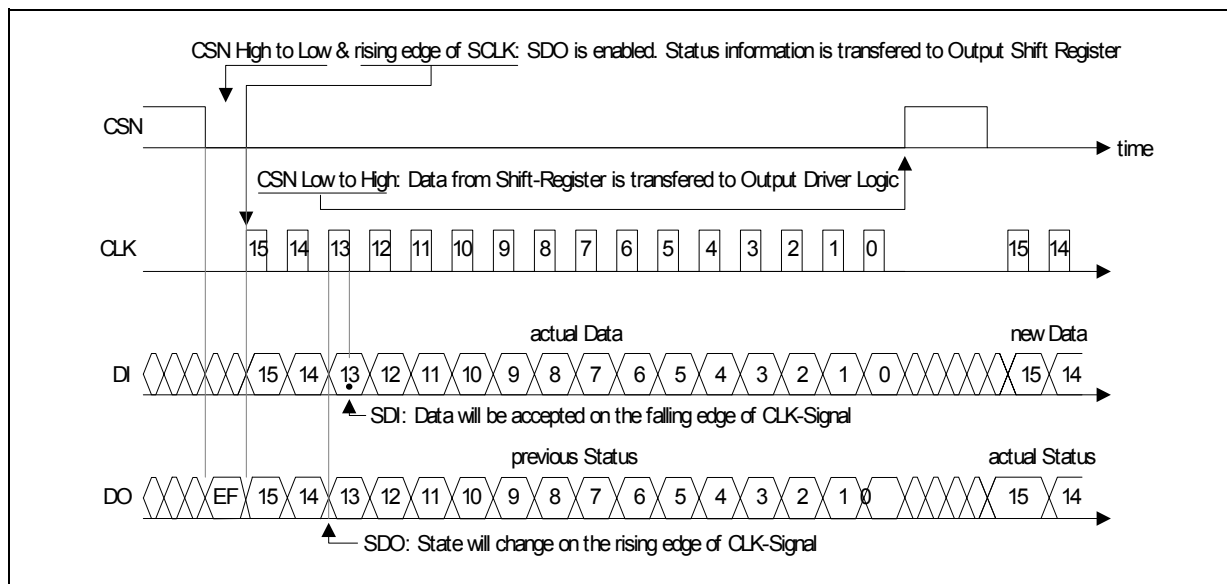 CSN High to Low & rising edge of SCLK: SDO is enabled. Status information is transfered to Output Shift Register
CSN
time
CSN Low to High: Data from Shift-Register is transfered to Output Driver Logic
CLK 15 14 13 12 11 10 9 8 7 6 5 4 3 2 1 0 15 14
actual Data new Data
DI 15 14 13 12 11 10 9 8 7 6 5 4 3 2 1 0 15 14
SDI: Data will be accepted on the falling edge of CLK-Signal
previous Status actual Status
DO EF 15 14 13 12 11 10 9 8 7 6 5 4 3 2 1 0 15 14
SDO: State will change on the rising edge of CLK-Signal